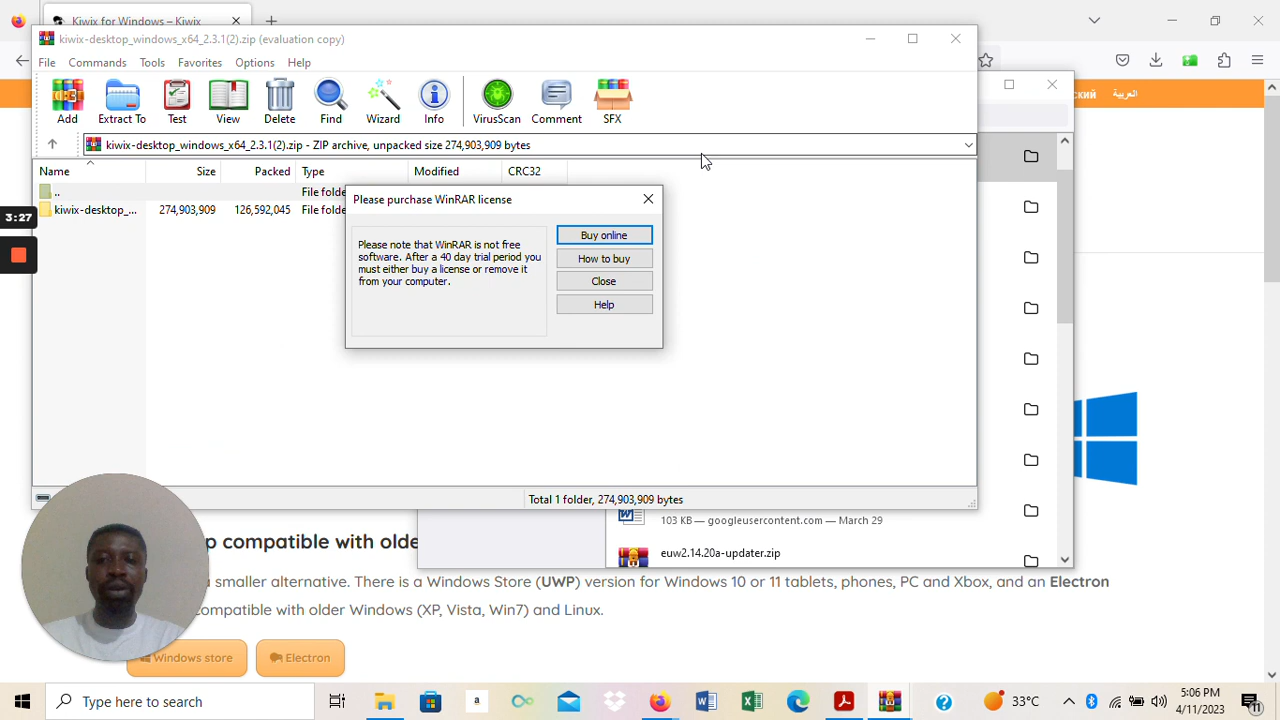 Kiwix for Windows – Kiwix
kiwix-desktop_windows_x64_2.3.1(2).zip (evaluation copy)
File Commands Tools Favorites Options Help
Add Extract To Test View Delete Find Wizard Info VirusScan Comment SFX
kiwix-desktop_windows_x64_2.3.1(2).zip - ZIP archive, unpacked size 274,903,909 bytes
العربية
Name Size Packed Type Modified CRC32
.. File folde
kiwix-desktop_... 274,903,909 126,592,045 File folde
3:27
Please purchase WinRAR license
Please note that WinRAR is not free
software. After a 40 day trial period you
must either buy a license or remove it
from your computer.
Buy online
How to buy
Close
Help
Total 1 folder, 274,903,909 bytes
103 KB — googleusercontent.com — March 29
euw2.14.20a-updater.zip
p compatible with olde
smaller alternative. There is a Windows Store (UWP) version for Windows 10 or 11 tablets, phones, PC and Xbox, and an Electron
compatible with older Windows (XP, Vista, Win7) and Linux.
Windows store Electron
Type here to search
a
33°C
5:06 PM
4/11/2023
11